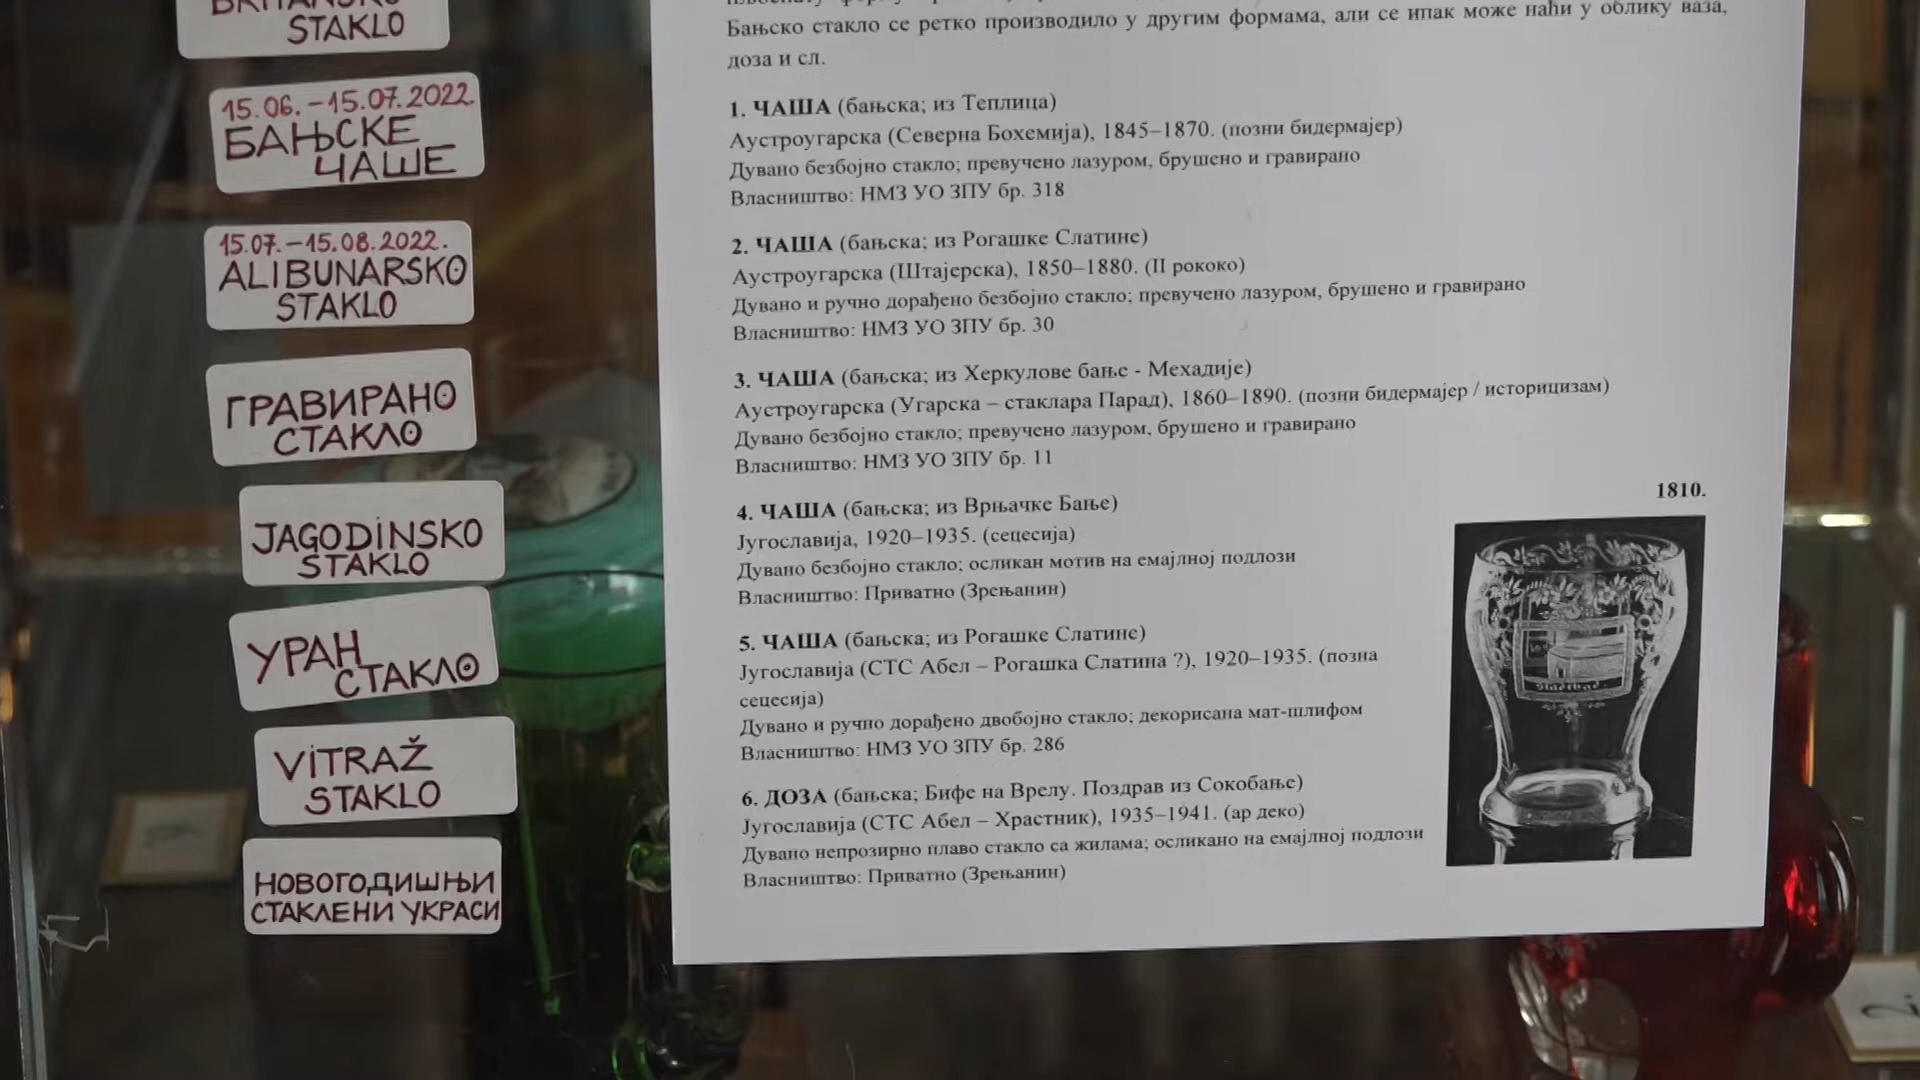 STAKLO
15.06.–15.07.2022.
БАЊСКЕ
ЧАШЕ
15.07.–15.08.2022.
ALIBUNARSKO
STAKLO
ГРАВИРАНО
СТАКЛО
JAGODINSKO
STAKLO
УРАН
СТАКЛО
VITRAŽ
STAKLO
НОВОГОДИШЊИ
СТАКЛЕНИ УКРАСИ
Бањско стакло се ретко производило у другим формама, али се ипак може наћи у облику ваза,
доза и сл.
1. ЧАША (бањска; из Теплица)
Аустроугарска (Северна Бохемија), 1845–1870. (позни бидермајер)
Дувано безбојно стакло; превучено лазуром, брушено и гравирано
Власништво: НМЗ УО ЗПУ бр. 318
2. ЧАША (бањска; из Рогашке Слатине)
Аустроугарска (Штајерска), 1850–1880. (II рококо)
Дувано и ручно дорађено безбојно стакло; превучено лазуром, брушено и гравирано
Власништво: НМЗ УО ЗПУ бр. 30
3. ЧАША (бањска; из Херкулове бање - Мехадије)
Аустроугарска (Угарска – стаклара Парад), 1860–1890. (позни бидермајер / историцизам)
Дувано безбојно стакло; превучено лазуром, брушено и гравирано
Власништво: НМЗ УО ЗПУ бр. 11
4. ЧАША (бањска; из Врњачке Бање)
Југославија, 1920–1935. (сецесија)
Дувано безбојно стакло; осликан мотив на емајлној подлози
Власништво: Приватно (Зрењанин)
5. ЧАША (бањска; из Рогашке Слатине)
Југославија (СТС Абел – Рогашка Слатина ?), 1920–1935. (позна
сецесија)
Дувано и ручно дорађено двобојно стакло; декорисана мат-шлифом
Власништво: НМЗ УО ЗПУ бр. 286
6. ДОЗА (бањска; Бифе на Врелу. Поздрав из Сокобање)
Југославија (СТС Абел – Храстник), 1935–1941. (ар деко)
Дувано непрозирно плаво стакло са жилама; осликано на емајлној подлози
Власништво: Приватно (Зрењанин)
1810.